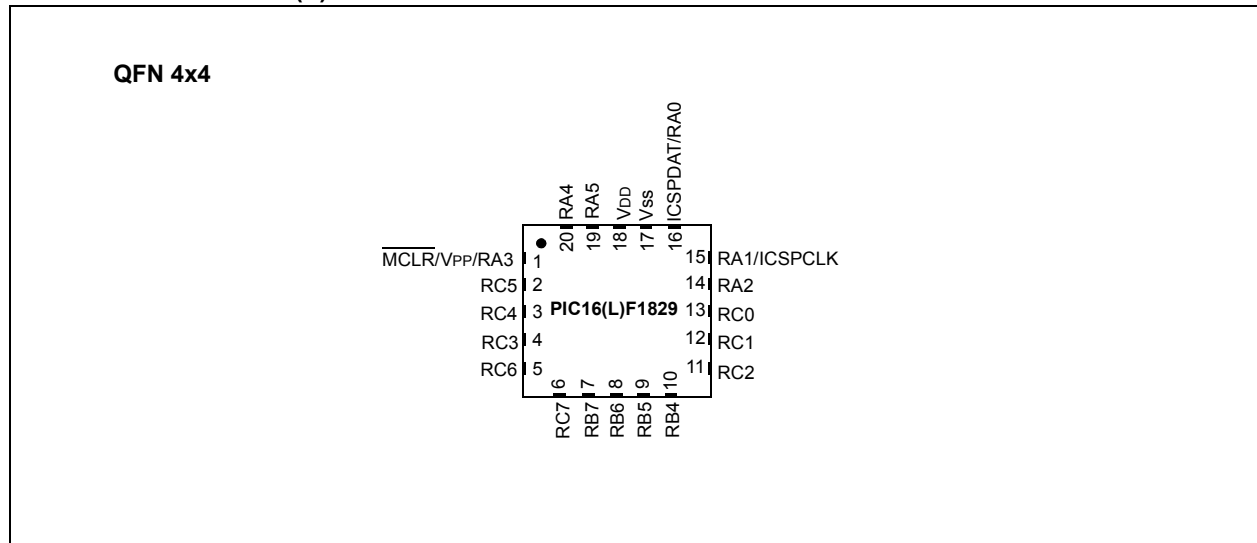 QFN 4x4
20 RA4
19 RA5
18 VDD
17 Vss
16 ICSPDAT/RA0
MCLR/VPP/RA3 1
RC5 2
RC4 3
RC3 4
RC6 5
PIC16(L)F1829
15 RA1/ICSPCLK
14 RA2
13 RC0
12 RC1
11 RC2
RC7 6
RB7 7
RB6 8
RB5 9
RB4 10